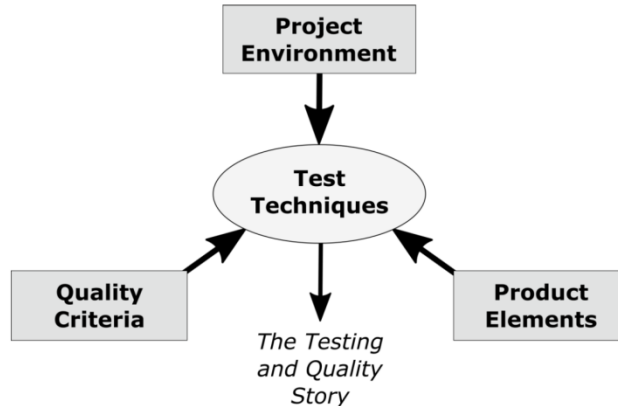 Project
Environment
Test
Techniques
Quality
Criteria
Product
Elements
The Testing
and Quality
Story